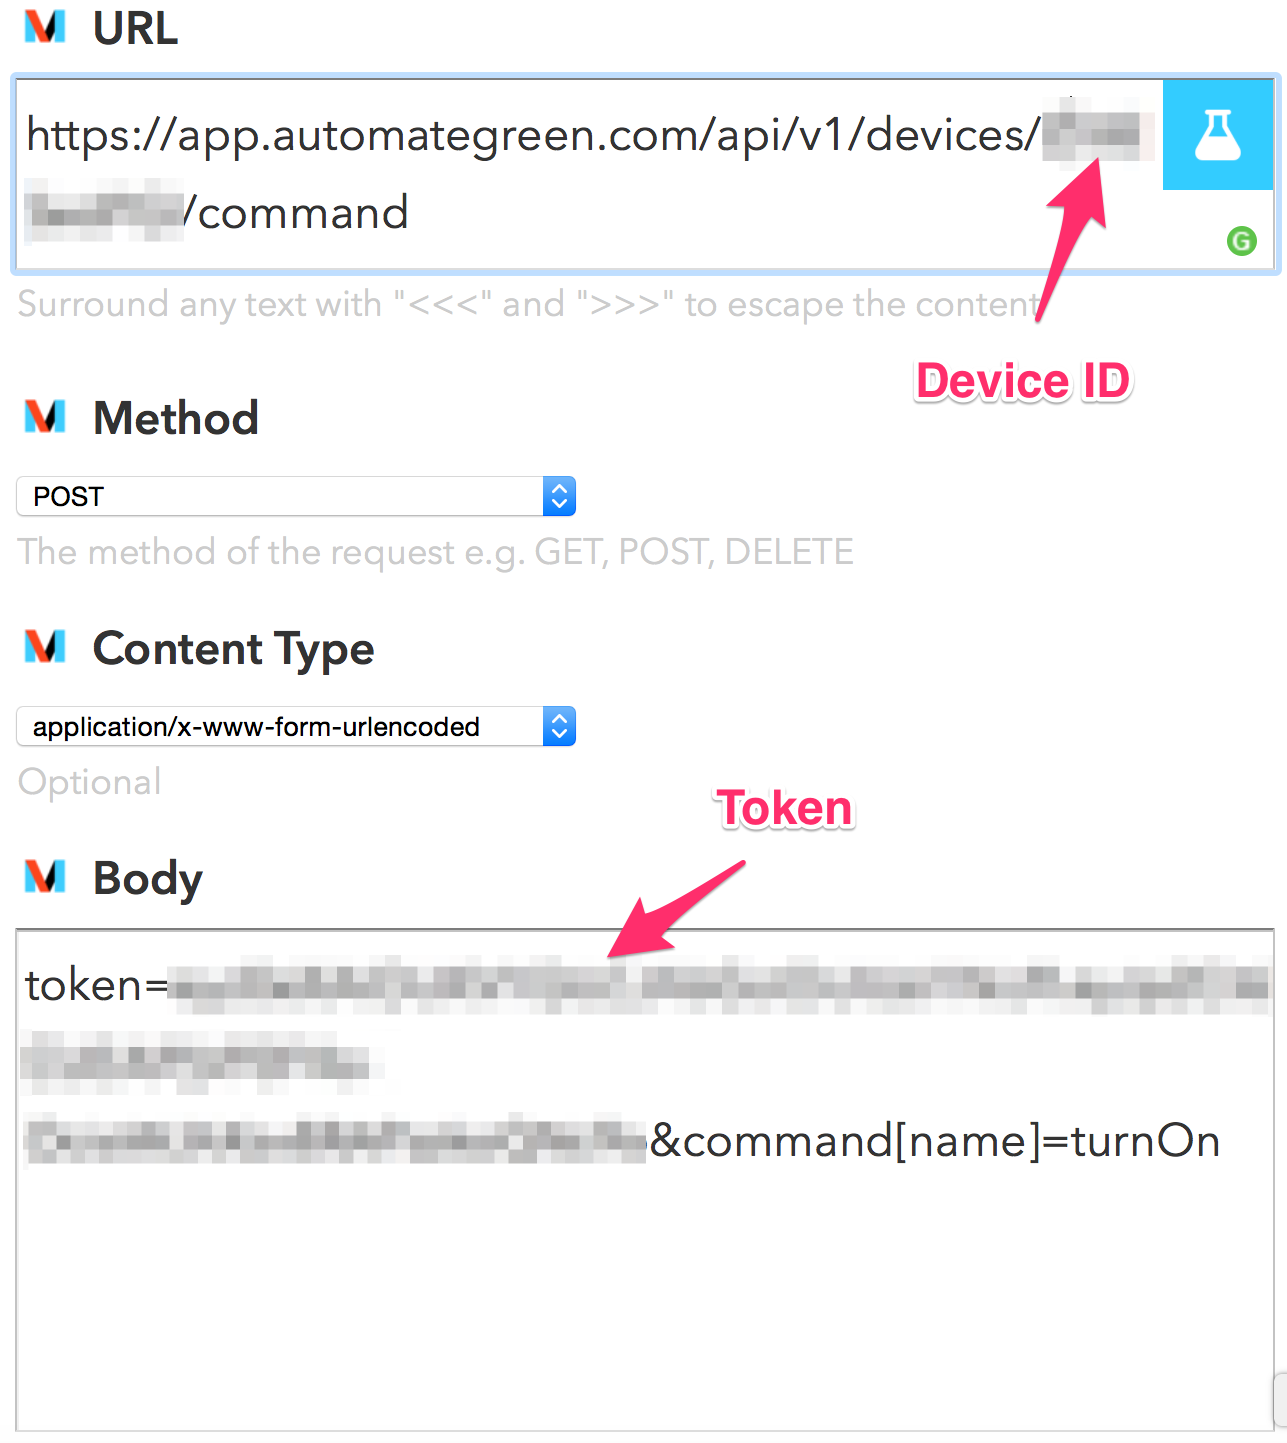 URL
https://app.automategreen.com/api/v1/devices/
/command
G
Surround any text with "<<<" and ">>>" to escape the content
Device ID
Method
POST
The method of the request e.g. GET, POST, DELETE
Content Type
application/x-www-form-urlencoded
Optional
Token
Body
token=
&command[name]=turnOn